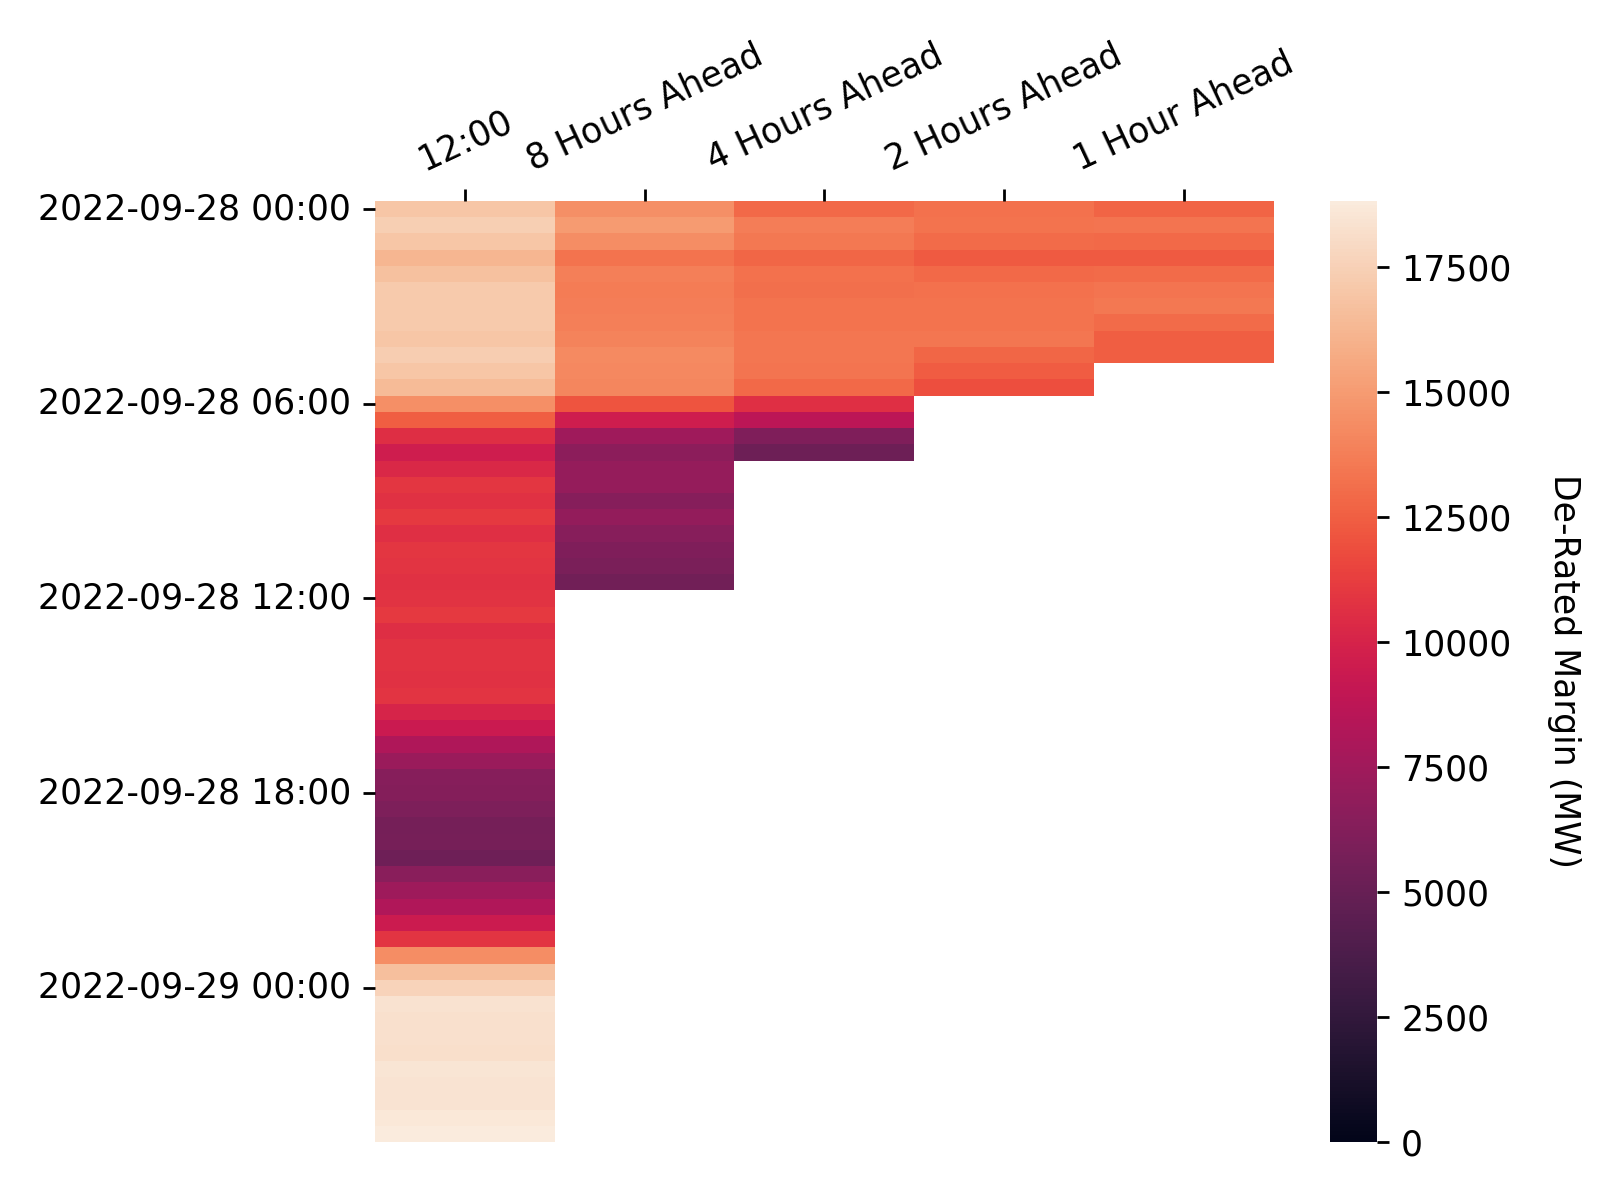 12:00
8 Hours Ahead
4 Hours Ahead
2 Hours Ahead
1 Hour Ahead
2022-09-28 00:00
2022-09-28 06:00
2022-09-28 12:00
2022-09-28 18:00
2022-09-29 00:00
17500
15000
12500
10000
7500
5000
2500
0
De-Rated Margin (MW)